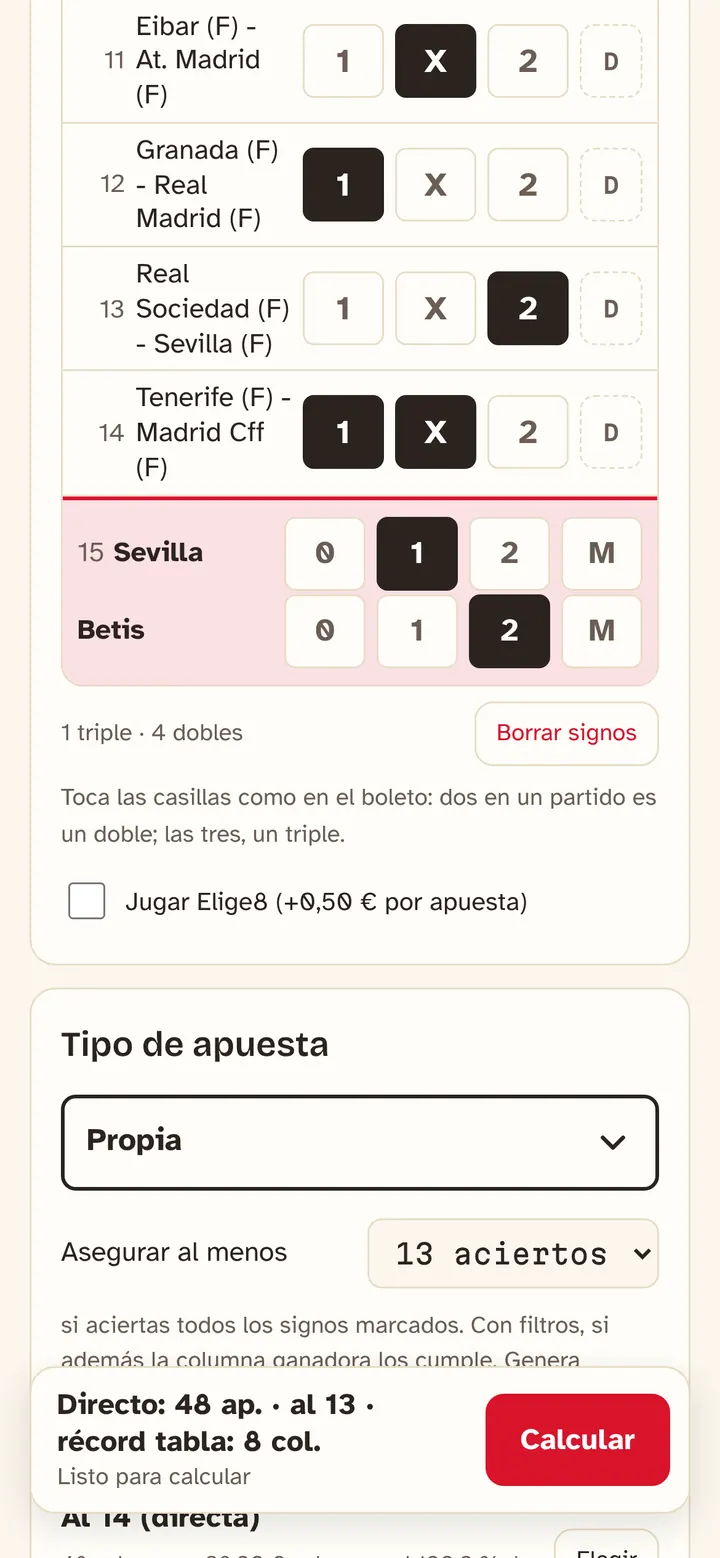 Eibar (F) -
11 At. Madrid 1 X 2 D
(F)
Granada (F)
12 - Real 1 X 2 D
Madrid (F)
Real
13 Sociedad (F) 1 X 2 D
- Sevilla (F)
Tenerife (F) -
14 Madrid Cff 1 X 2 D
(F)
15 Sevilla 0 1 2 M
Betis 0 1 2 M
1 triple · 4 dobles Borrar signos
Toca las casillas como en el boleto: dos en un partido es
un doble; las tres, un triple.
Jugar Elige8 (+0,50 € por apuesta)
Tipo de apuesta
Propia
Asegurar al menos 13 aciertos
si aciertas todos los signos marcados. Con filtros, si
además la columna ganadora los cumple. Genera
Directo: 48 ap. · al 13 ·
récord tabla: 8 col.
Listo para calcular
Calcular
Al 14 (directa)
Elegir